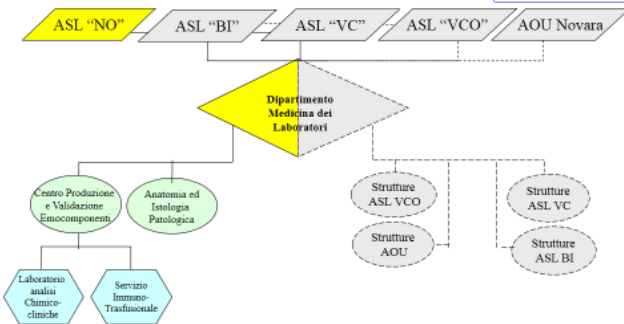 ASL “NO”
ASL “BI”
ASL “VC”
ASL “VCO”
AOU Novara
Dipartimento
Medicina dei
Laboratori
Centro Produzione
e Validazione
Emocomponenti
Anatomia ed
Istologia
Patologica
Strutture
ASL VCO
Strutture
ASL VC
Strutture
AOU
Strutture
ASL BI
Laboratorio
analisi
Chimico-
cliniche
Servizio
Immuno-
Trasfusionale